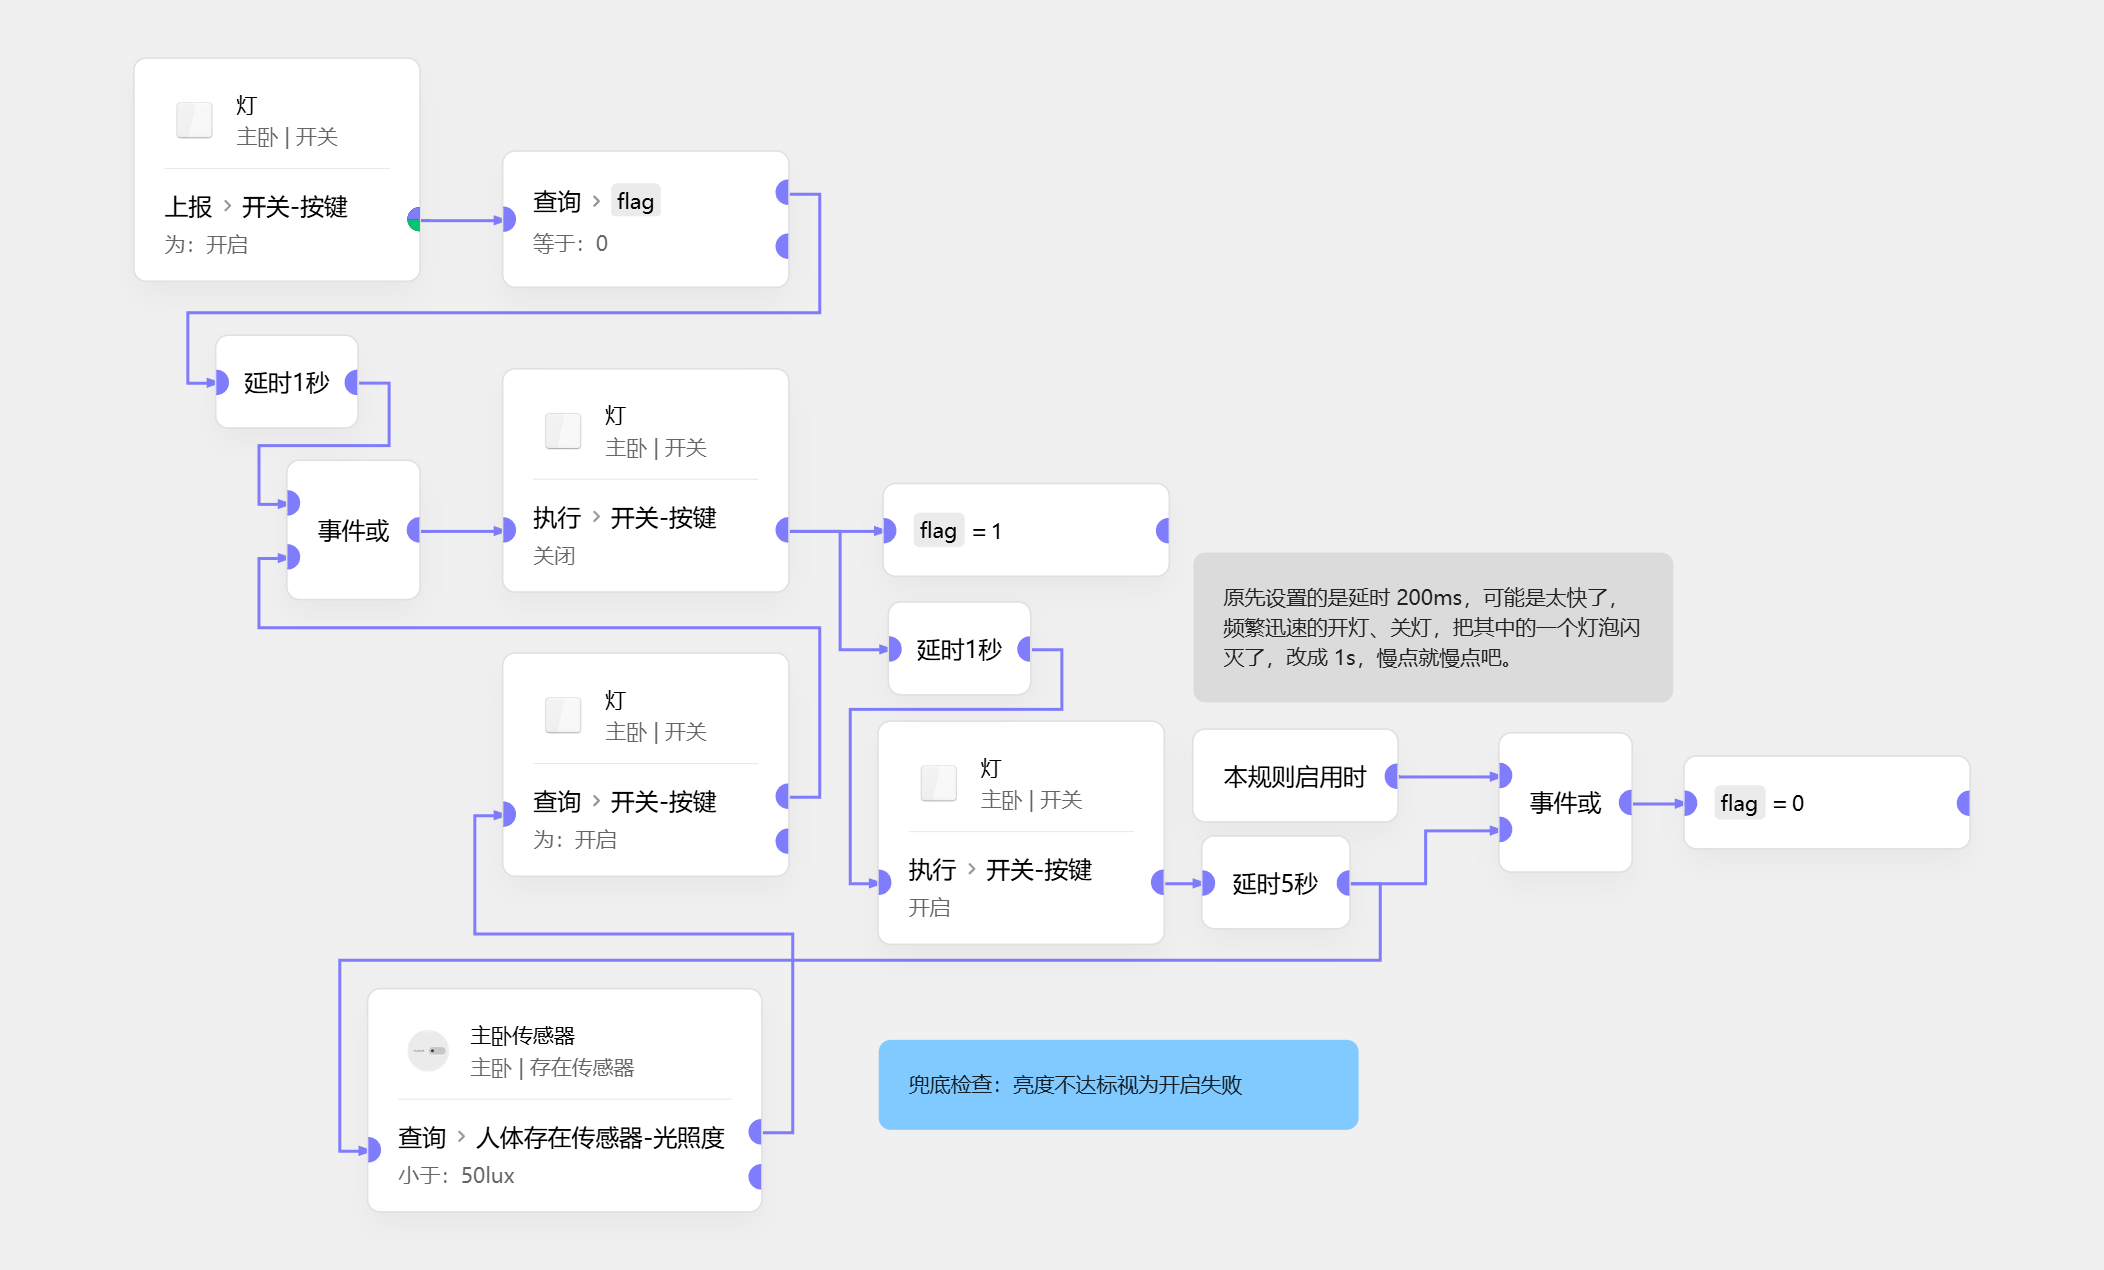 灯
主卧 | 开关
上报 > 开关-按键
为：开启
查询 > flag
等于：0
延时1秒
事件或
灯
主卧 | 开关
执行 > 开关-按键
关闭
flag = 1
延时1秒
原先设置的是延时 200ms，可能是太快了，
频繁迅速的开灯、关灯，把其中的一个灯泡闪
灭了，改成 1s，慢点就慢点吧。
灯
主卧 | 开关
查询 > 开关-按键
为：开启
灯
主卧 | 开关
执行 > 开关-按键
开启
本规则启用时
延时5秒
事件或
flag = 0
主卧传感器
主卧 | 存在传感器
查询 > 人体存在传感器-光照度
小于：50lux
兜底检查：亮度不达标视为开启失败